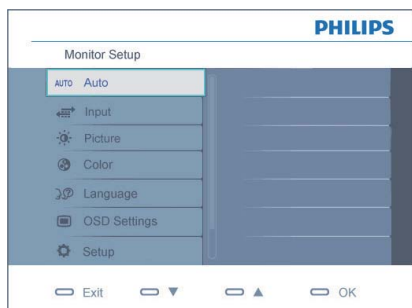 PHILIPS
Monitor Setup
AUTO Auto
Input
Picture
Color
Language
OSD Settings
Setup
Exit ▼ ▲ OK